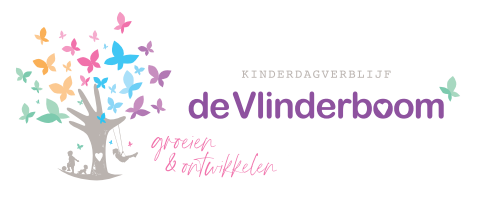 KINDERDAGVERBLIJF
deVlinderboom
groeien
& ontwikkelen